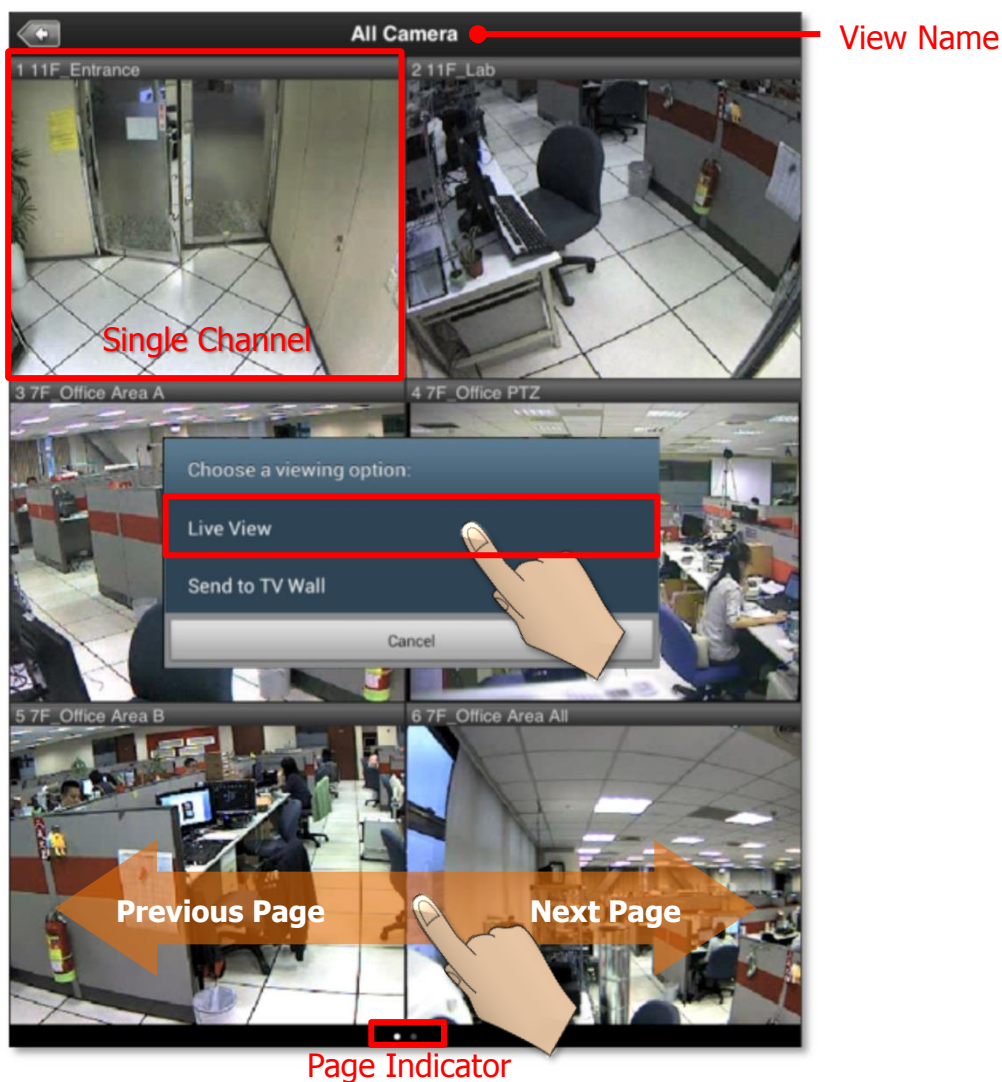 All Camera
View Name
1 11F_Entrance
2 11F_Lab
Single Channel
3 7F_Office Area A
4 7F_Office PTZ
Choose a viewing option:
Live View
Send to TV Wall
Cancel
5 7F_Office Area B
6 7F_Office Area All
Previous Page
Next Page
Page Indicator